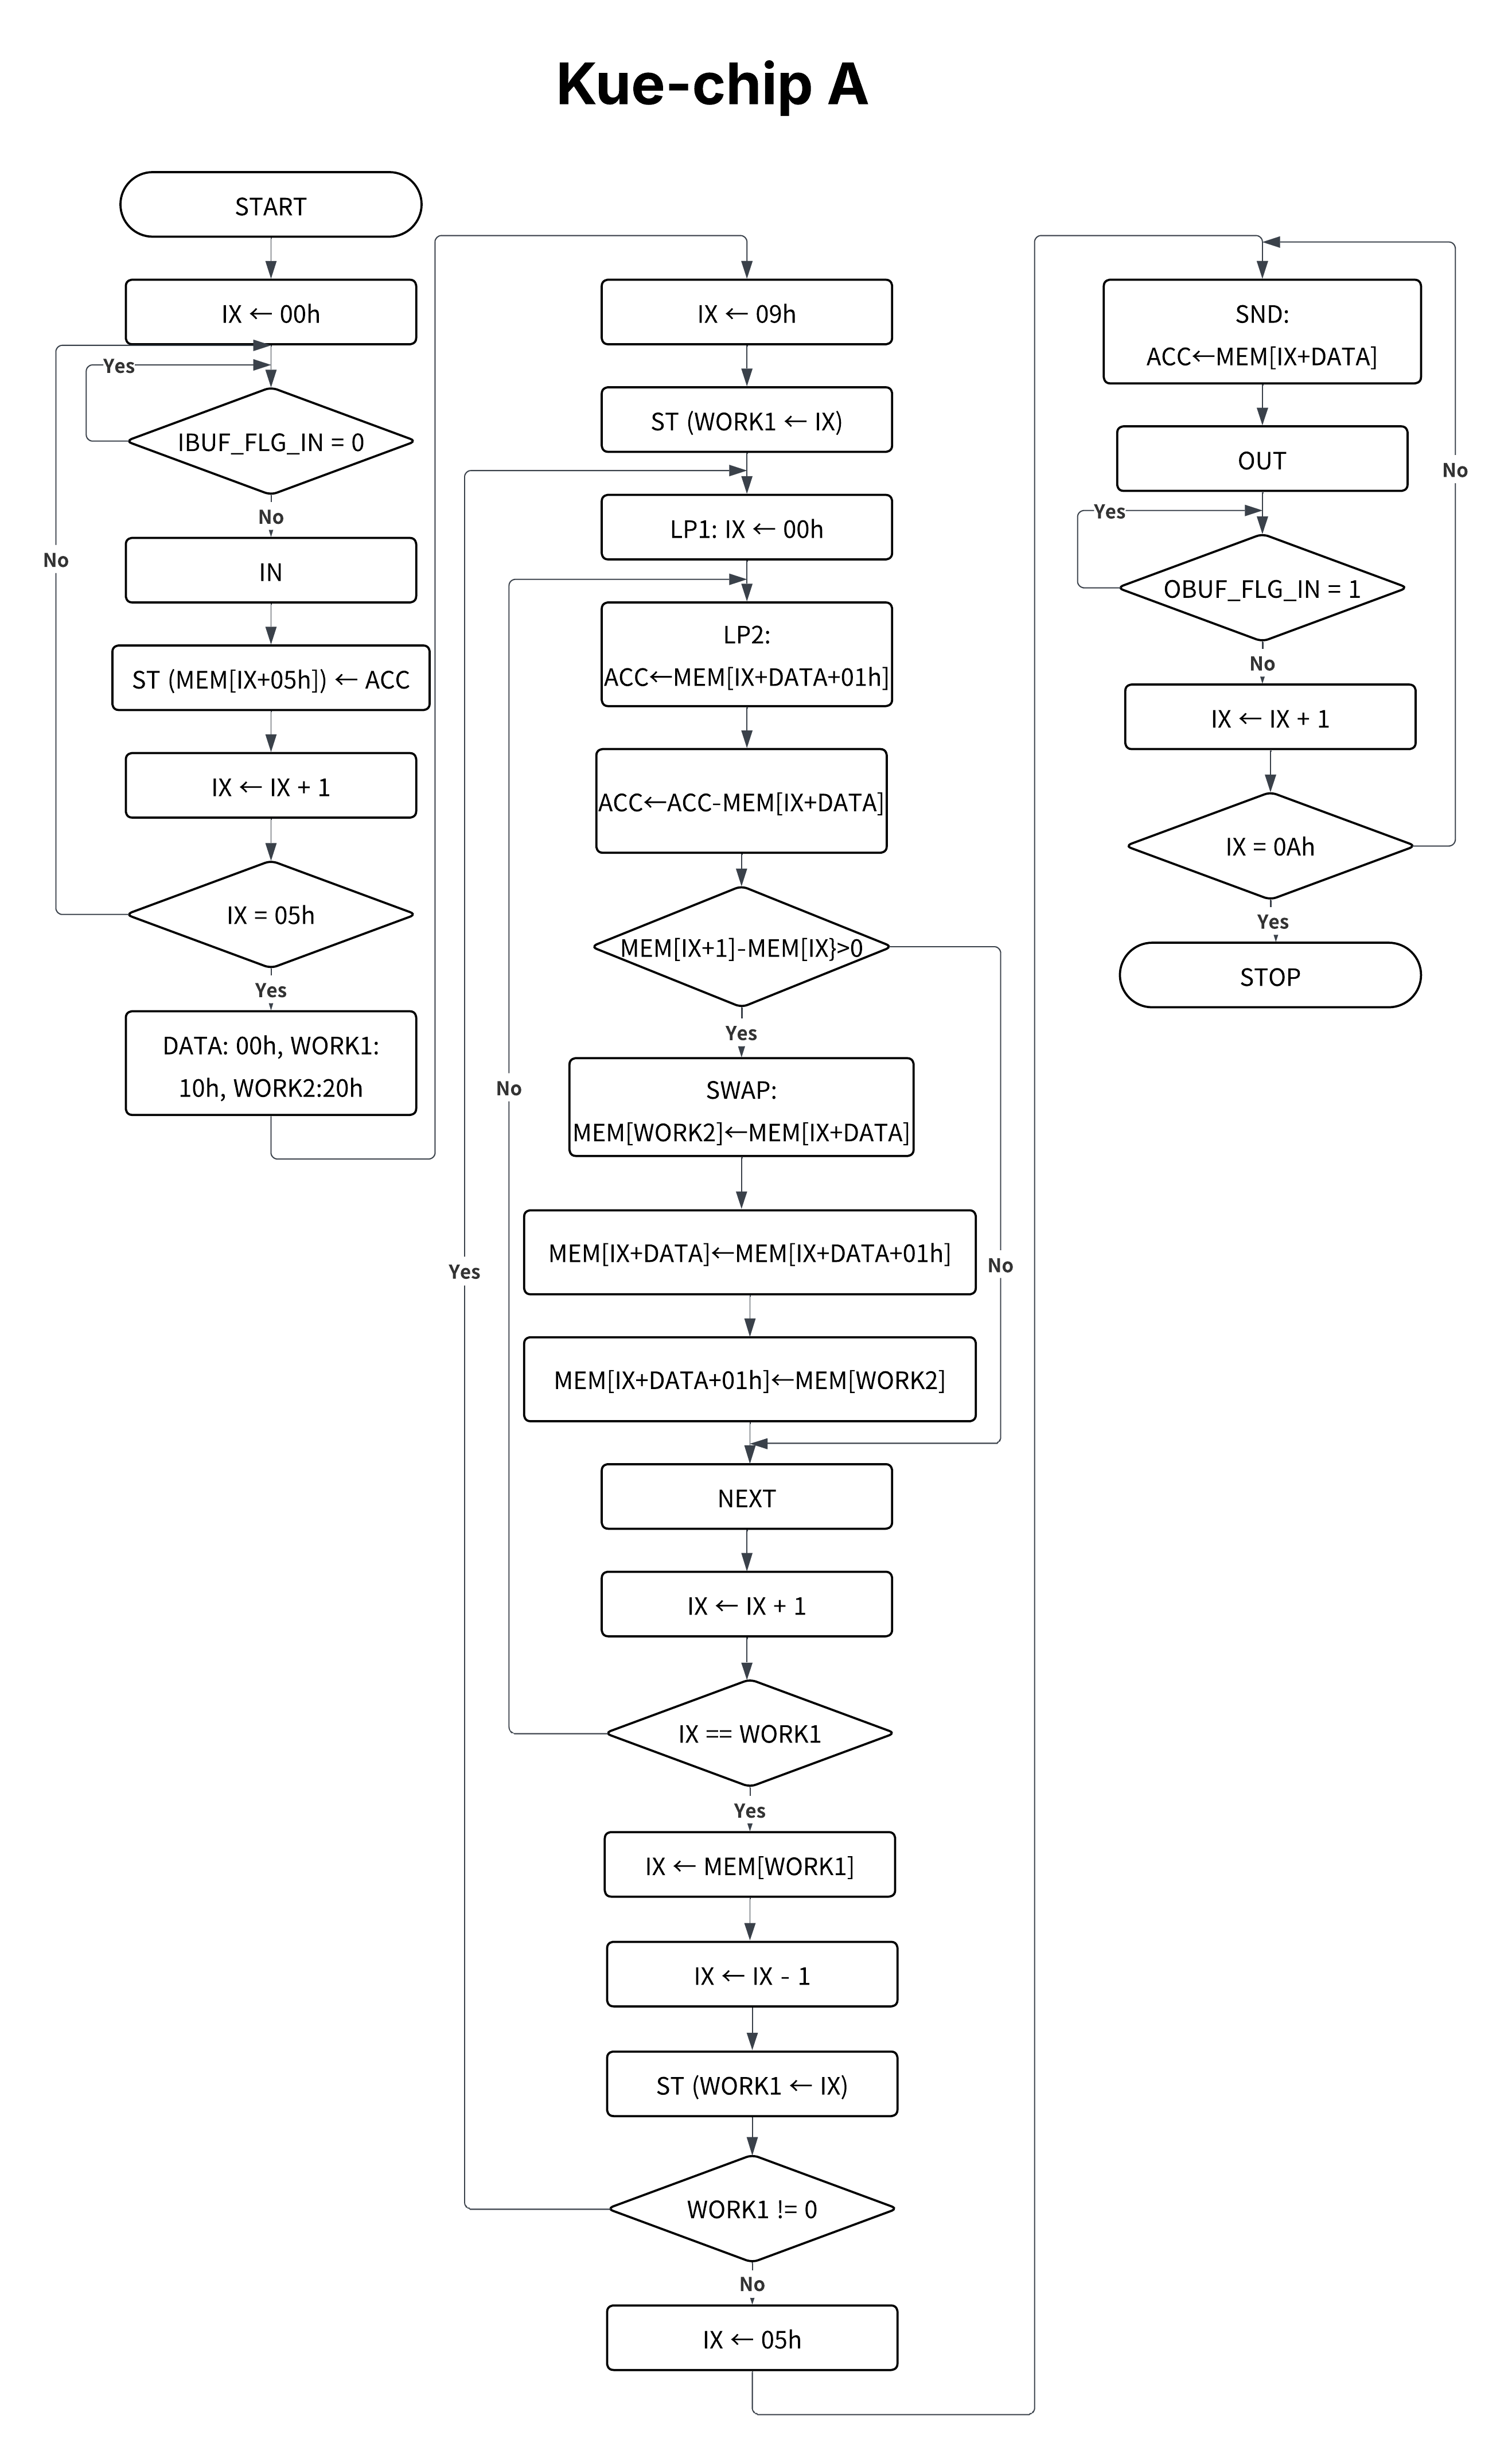 Kue-chip A
START
IX ← 00h
Yes
IBUF_FLG_IN = 0
No
No
IN
ST (MEM[IX+05h]) ← ACC
IX ← IX + 1
IX = 05h
Yes
DATA: 00h, WORK1:
10h, WORK2:20h
IX ← 09h
ST (WORK1 ← IX)
LP1: IX ← 00h
LP2:
ACC←MEM[IX+DATA+01h]
ACC←ACC-MEM[IX+DATA]
MEM[IX+1]-MEM[IX}>0
Yes
No
SWAP:
MEM[WORK2]←MEM[IX+DATA]
MEM[IX+DATA]←MEM[IX+DATA+01h]
Yes
No
MEM[IX+DATA+01h]←MEM[WORK2]
NEXT
IX ← IX + 1
IX == WORK1
Yes
IX ← MEM[WORK1]
IX ← IX - 1
ST (WORK1 ← IX)
WORK1 != 0
No
IX ← 05h
SND:
ACC←MEM[IX+DATA]
OUT
No
Yes
OBUF_FLG_IN = 1
No
IX ← IX + 1
IX = 0Ah
Yes
STOP